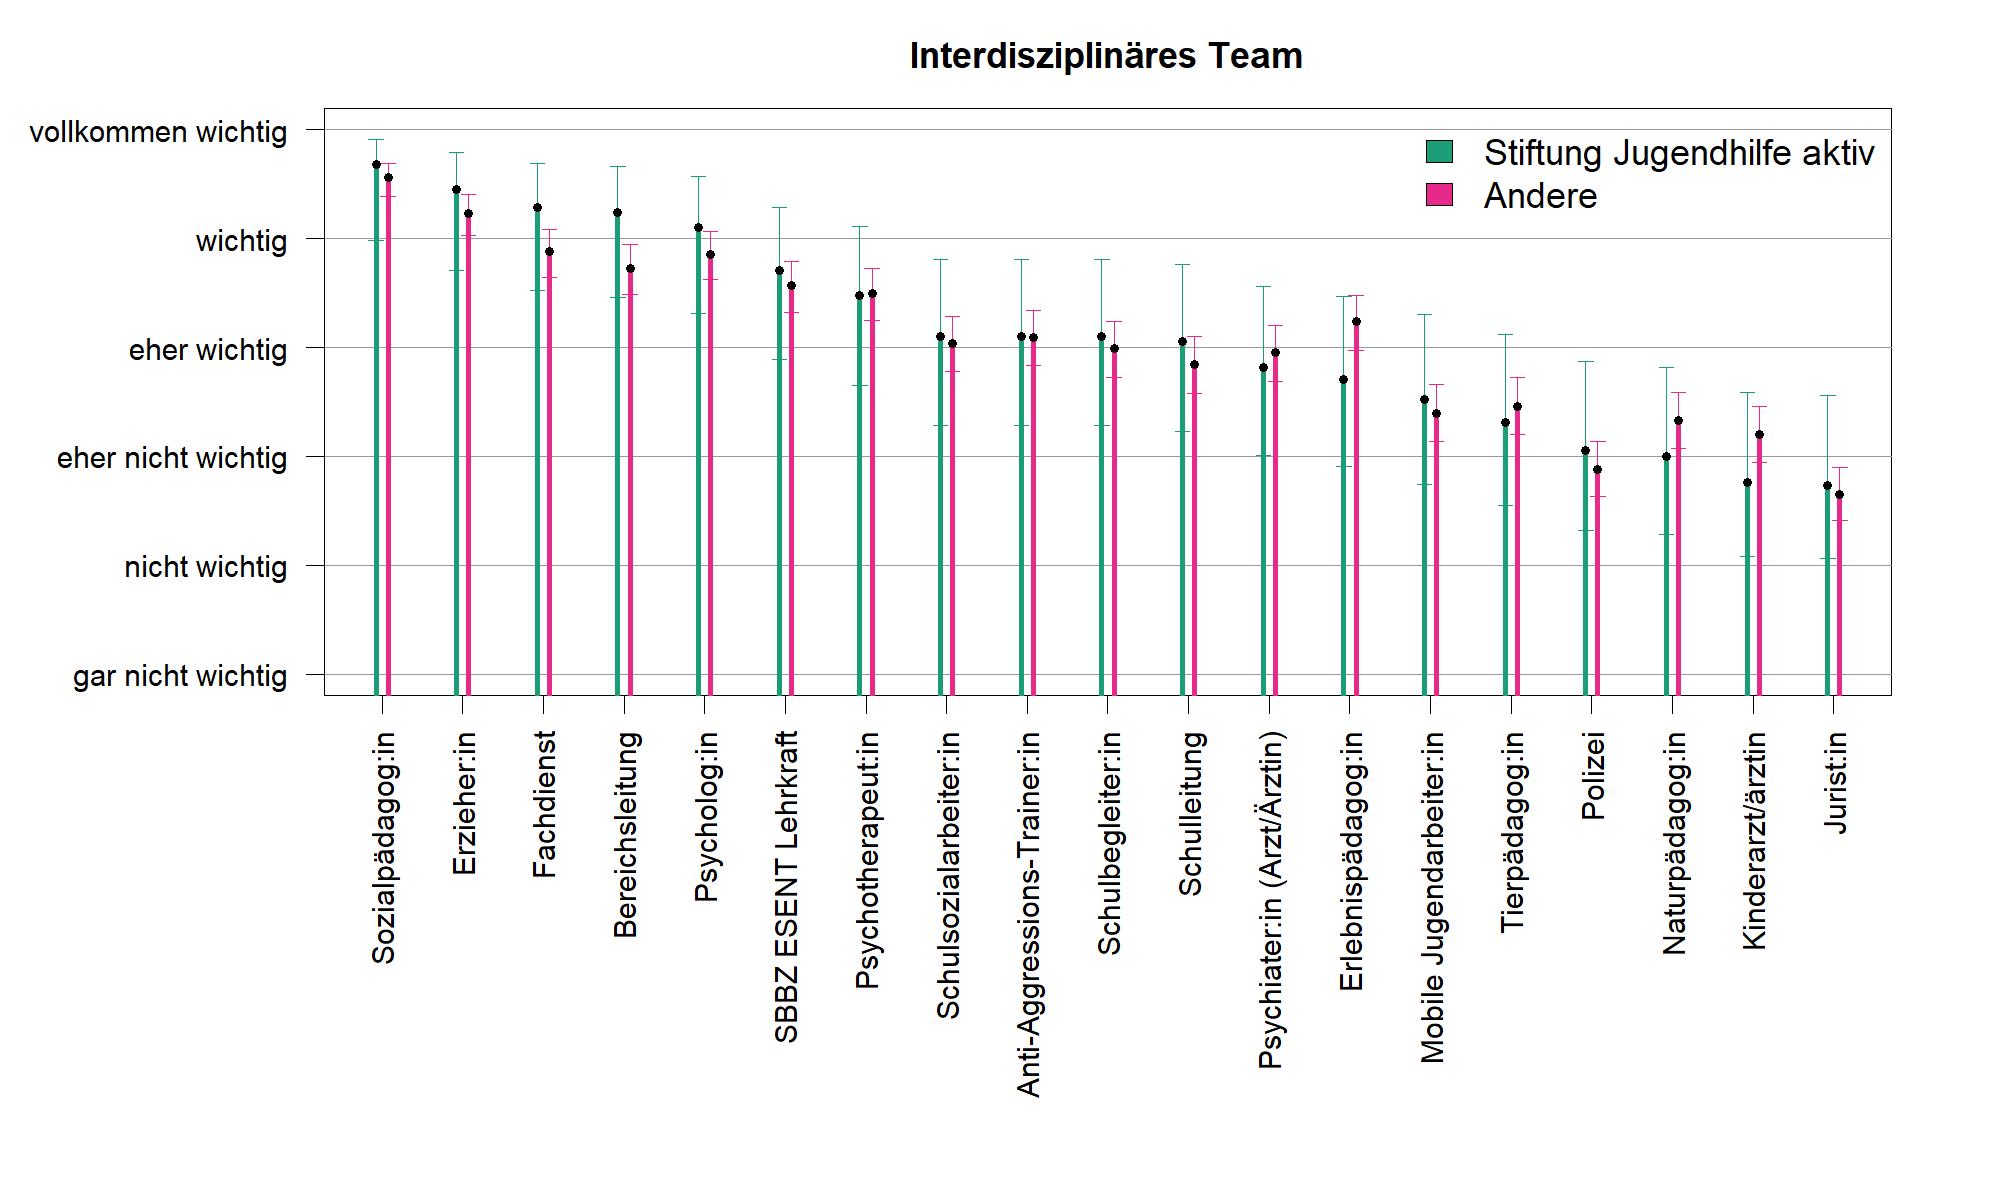 Interdisziplinäres Team
vollkommen wichtig
wichtig
eher wichtig
eher nicht wichtig
nicht wichtig
gar nicht wichtig
Stiftung Jugendhilfe aktiv
Andere
Sozialpädagog:in
Erzieher:in
Fachdienst
Bereichsleitung
Psycholog:in
SBBZ ESENT Lehrkraft
Psychotherapeut:in
Schulsozialarbeiter:in
Anti-Aggressions-Trainer:in
Schulbegleiter:in
Schulleitung
Psychiater:in (Arzt/Ärztin)
Erlebnispädagog:in
Mobile Jugendarbeiter:in
Tierpädagog:in
Polizei
Naturpädagog:in
Kinderarzt/ärztin
Jurist:in